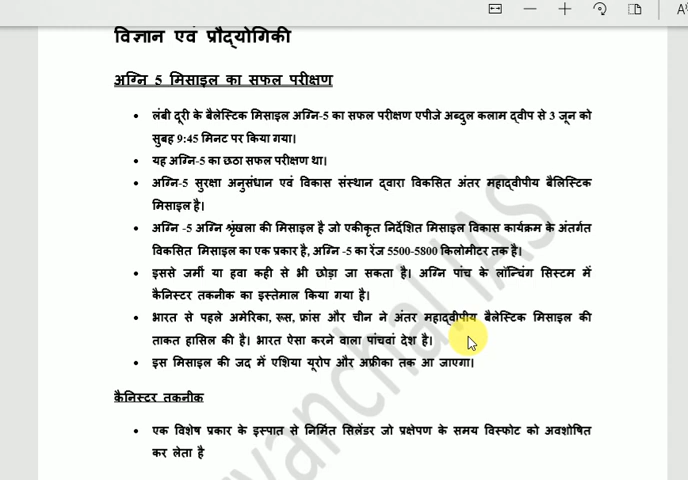 विज्ञान एवं प्रौद्योगिकी
अग्नि 5 मिसाइल का सफल परीक्षण
• लंबी दूरी के बैलेस्टिक मिसाइल अग्नि-5 का सफल परीक्षण एपीजे अब्दुल कलाम द्वीप से 3 जून को
सुबह 9:45 मिनट पर किया गया।
• यह अग्नि-5 का छठा सफल परीक्षण था।
• अग्नि-5 सुरक्षा अनुसंधान एवं विकास संस्थान द्वारा विकसित अंतर महाद्वीपीय बैलिस्टिक
मिसाइल है।
• अग्नि -5 अग्नि श्रृंखला की मिसाइल है जो एकीकृत निर्देशित मिसाइल विकास कार्यक्रम के अंतर्गत
विकसित मिसाइल का एक प्रकार है, अग्नि -5 का रेंज 5500-5800 किलोमीटर तक है।
• इससे जमीं या हवा कही से भी छोड़ा जा सकता है। अग्नि पांच के लॉन्चिंग सिस्टम में
कैनिस्टर तकनीक का इस्तेमाल किया गया है।
• भारत से पहले अमेरिका, रूस, फ्रांस और चीन ने अंतर महाद्वीपीय बैलेस्टिक मिसाइल की
ताकत हासिल की है। भारत ऐसा करने वाला पांचवां देश है।
• इस मिसाइल की जद में एशिया यूरोप और अफ्रीका तक आ जाएगा।
कैनिस्टर तकनीक
• एक विशेष प्रकार के इस्पात से निर्मित सिलेंडर जो प्रक्षेपण के समय विस्फोट को अवशोषित
कर लेता है